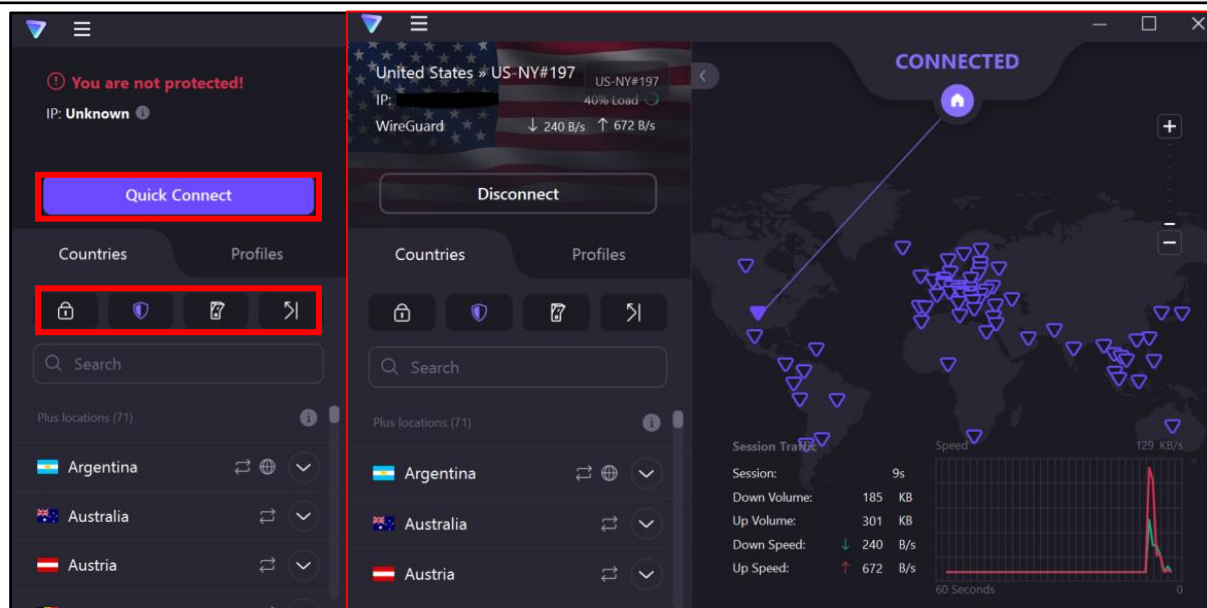 You are not protected!
IP: Unknown
Quick Connect
Countries Profiles
Search
Plus locations (71)
Argentina
Australia
Austria
United States » US-NY#197
US-NY#197
IP:
40% Load
WireGuard ↓ 240 B/s ↑ 672 B/s
Disconnect
Countries Profiles
Search
Plus locations (71)
Argentina
Australia
Austria
CONNECTED
Session Traffic Speed 129 KB/s
Session: 9s
Down Volume: 185 KB
Up Volume: 301 KB
Down Speed: ↓ 240 B/s
Up Speed: ↑ 672 B/s
60 Seconds 0